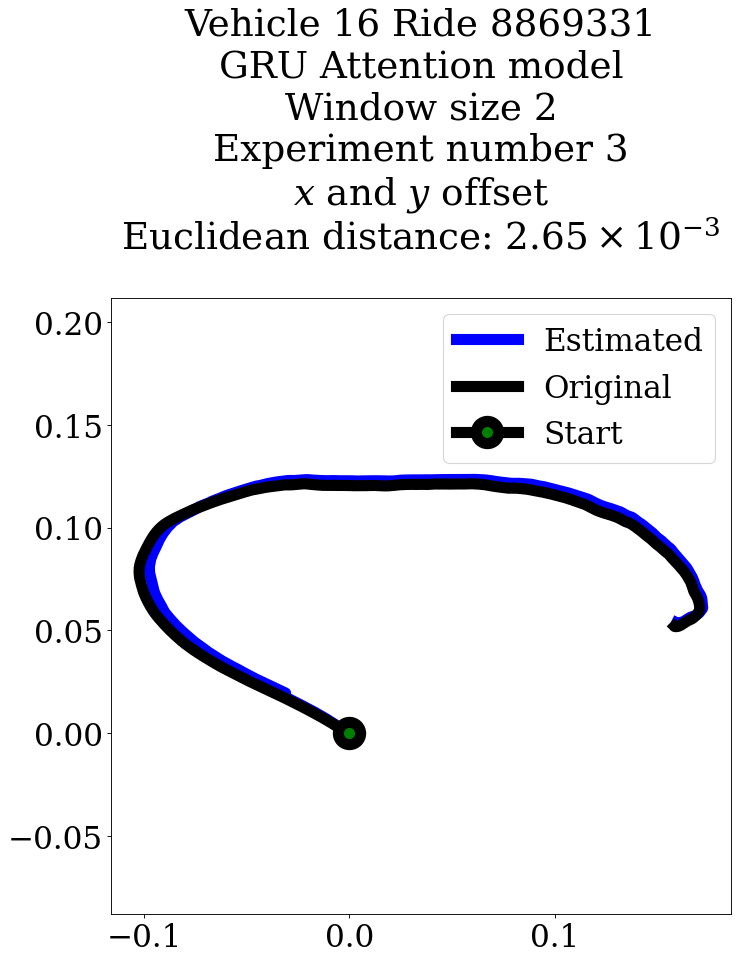 Vehicle 16 Ride 8869331
GRU Attention model
Window size 2
Experiment number 3
x and y offset
Euclidean distance: 2.65 × 10⁻³
0.20
0.15
0.10
0.05
0.00
−0.05
−0.1
0.0
0.1
Estimated
Original
Start